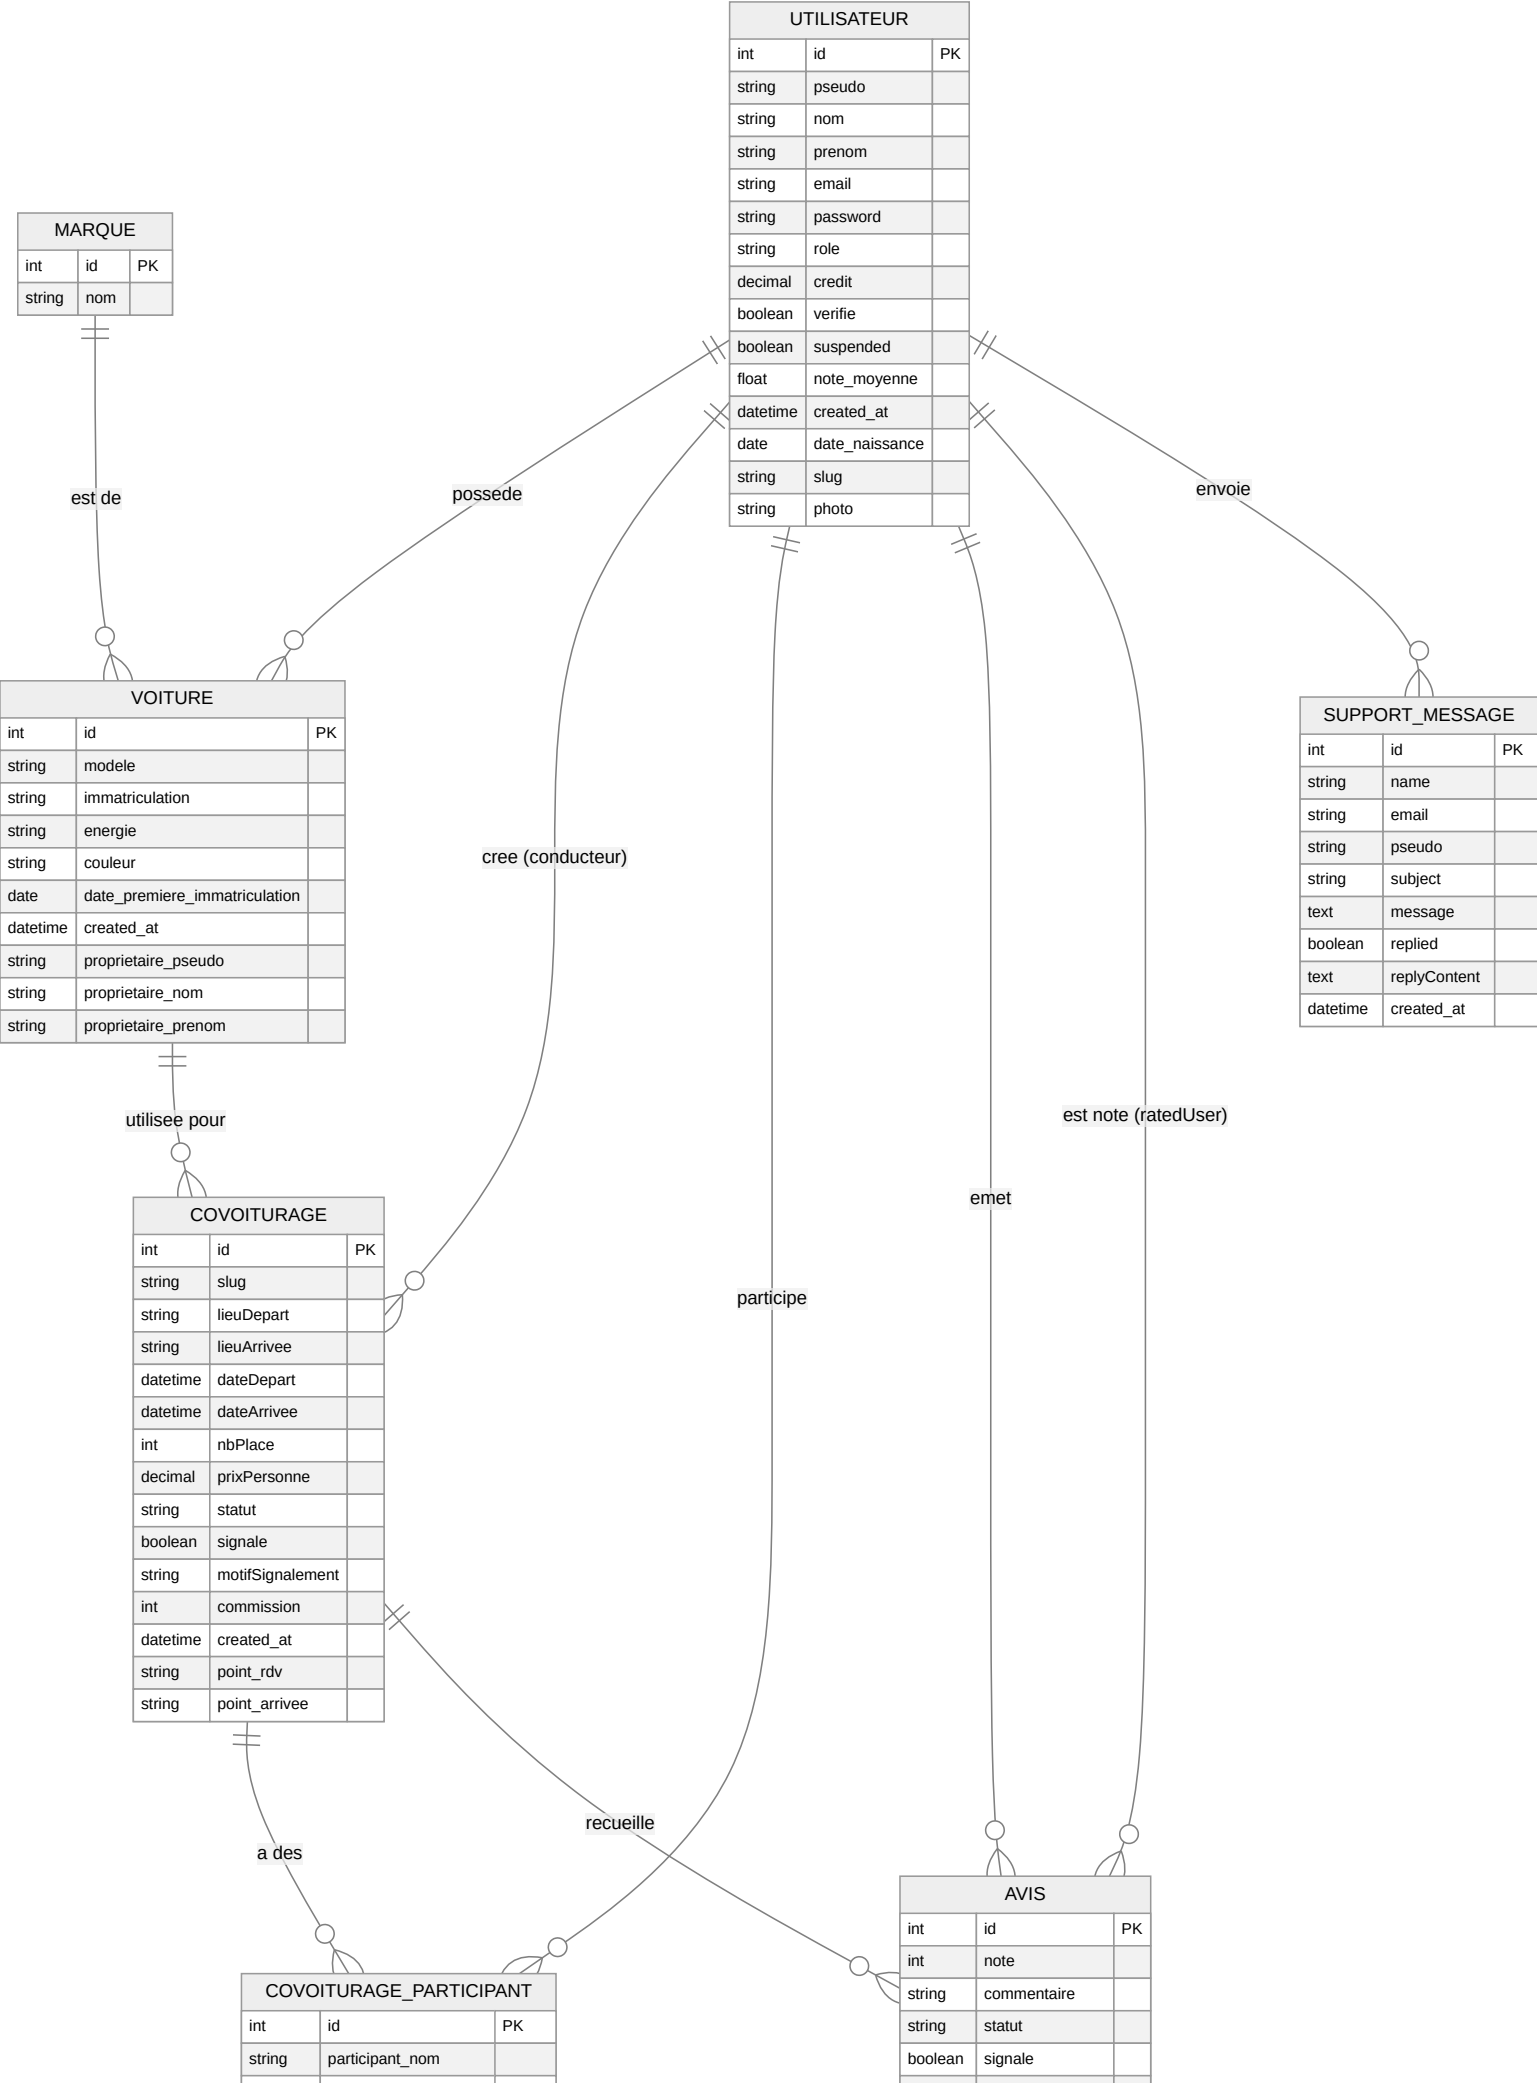 UTILISATEUR
int id PK
string pseudo
string nom
string prenom
string email
string password
string role
decimal credit
boolean verifie
boolean suspended
float note_moyenne
datetime created_at
date date_naissance
string slug
string photo
MARQUE
int id PK
string nom
est de
possede
envoie
VOITURE
int id PK
string modele
string immatriculation
string energie
string couleur
date date_premiere_immatriculation
datetime created_at
string proprietaire_pseudo
string proprietaire_nom
string proprietaire_prenom
SUPPORT_MESSAGE
int id PK
string name
string email
string pseudo
string subject
text message
boolean replied
text replyContent
datetime created_at
cree (conducteur)
utilisee pour
est note (ratedUser)
emet
participe
COVOITURAGE
int id PK
string slug
string lieuDepart
string lieuArrivee
datetime dateDepart
datetime dateArrivee
int nbPlace
decimal prixPersonne
string statut
boolean signale
string motifSignalement
int commission
datetime created_at
string point_rdv
string point_arrivee
recueille
a des
COVOITURAGE_PARTICIPANT
int id PK
string participant_nom
AVIS
int id PK
int note
string commentaire
string statut
boolean signale